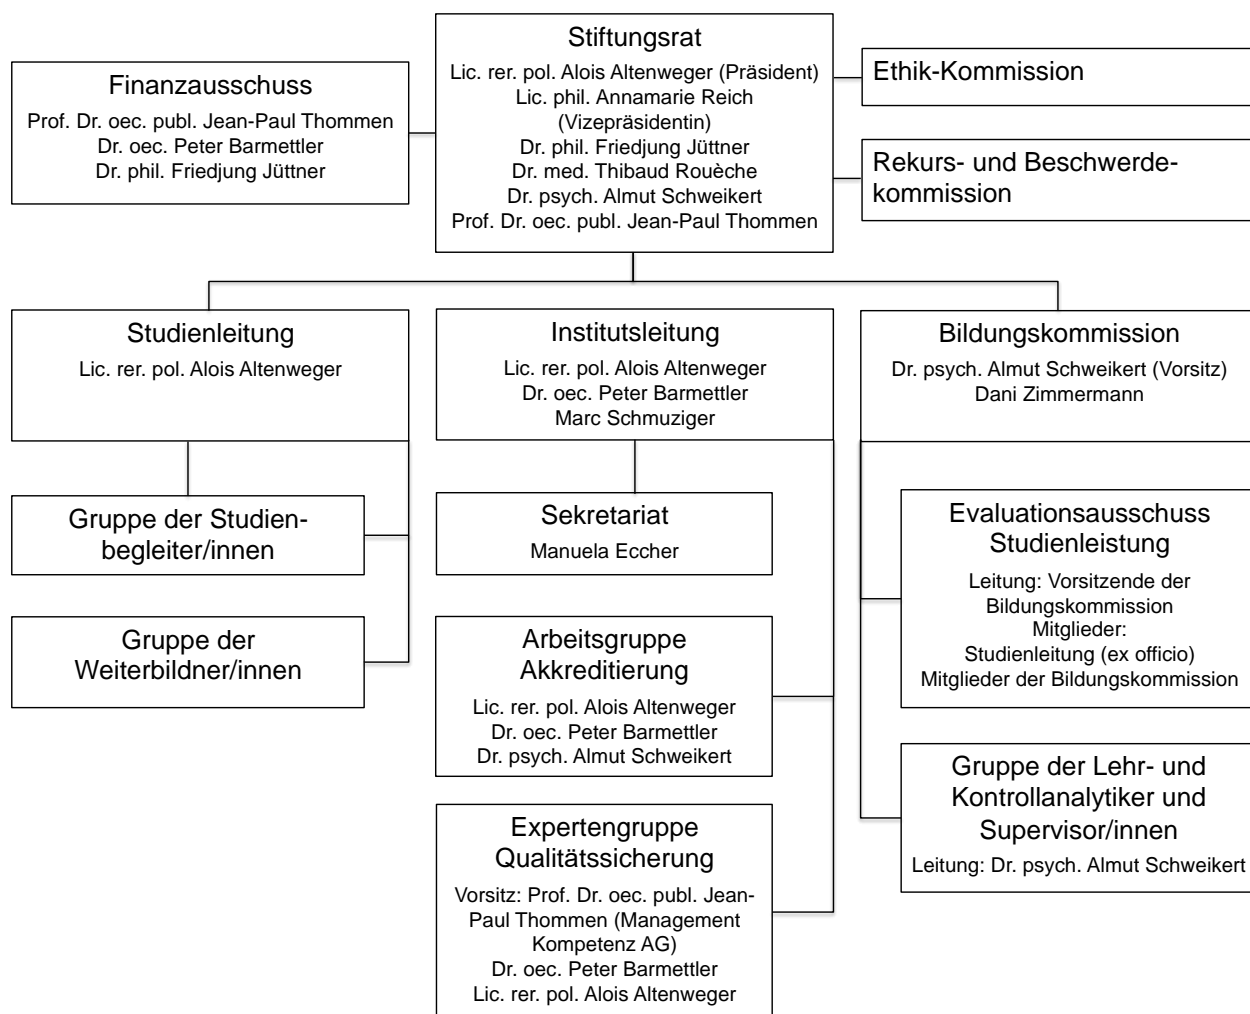 Stiftungsrat
Lic. rer. pol. Alois Altenweger (Präsident)
Lic. phil. Annamarie Reich
(Vizepräsidentin)
Dr. phil. Friedjung Jüttner
Dr. med. Thibaud Rouèche
Dr. psych. Almut Schweikert
Prof. Dr. oec. publ. Jean-Paul Thommen
Finanzausschuss
Prof. Dr. oec. publ. Jean-Paul Thommen
Dr. oec. Peter Barmettler
Dr. phil. Friedjung Jüttner
Ethik-Kommission
Rekurs- und Beschwerde-
kommission
Studienleitung
Lic. rer. pol. Alois Altenweger
Institutsleitung
Lic. rer. pol. Alois Altenweger
Dr. oec. Peter Barmettler
Marc Schmuziger
Bildungskommission
Dr. psych. Almut Schweikert (Vorsitz)
Dani Zimmermann
Gruppe der Studien-
begleiter/innen
Gruppe der
Weiterbildner/innen
Sekretariat
Manuela Eccher
Arbeitsgruppe
Akkreditierung
Lic. rer. pol. Alois Altenweger
Dr. oec. Peter Barmettler
Dr. psych. Almut Schweikert
Expertengruppe
Qualitätssicherung
Vorsitz: Prof. Dr. oec. publ. Jean-
Paul Thommen (Management
Kompetenz AG)
Dr. oec. Peter Barmettler
Lic. rer. pol. Alois Altenweger
Evaluationsausschuss
Studienleistung
Leitung: Vorsitzende der
Bildungskommission
Mitglieder:
Studienleitung (ex officio)
Mitglieder der Bildungskommission
Gruppe der Lehr- und
Kontrollanalytiker und
Supervisor/innen
Leitung: Dr. psych. Almut Schweikert